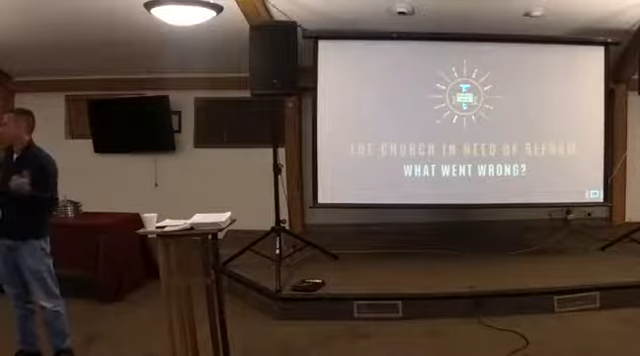 THE CHURCH IN NEED OF REFORM
WHAT WENT WRONG?